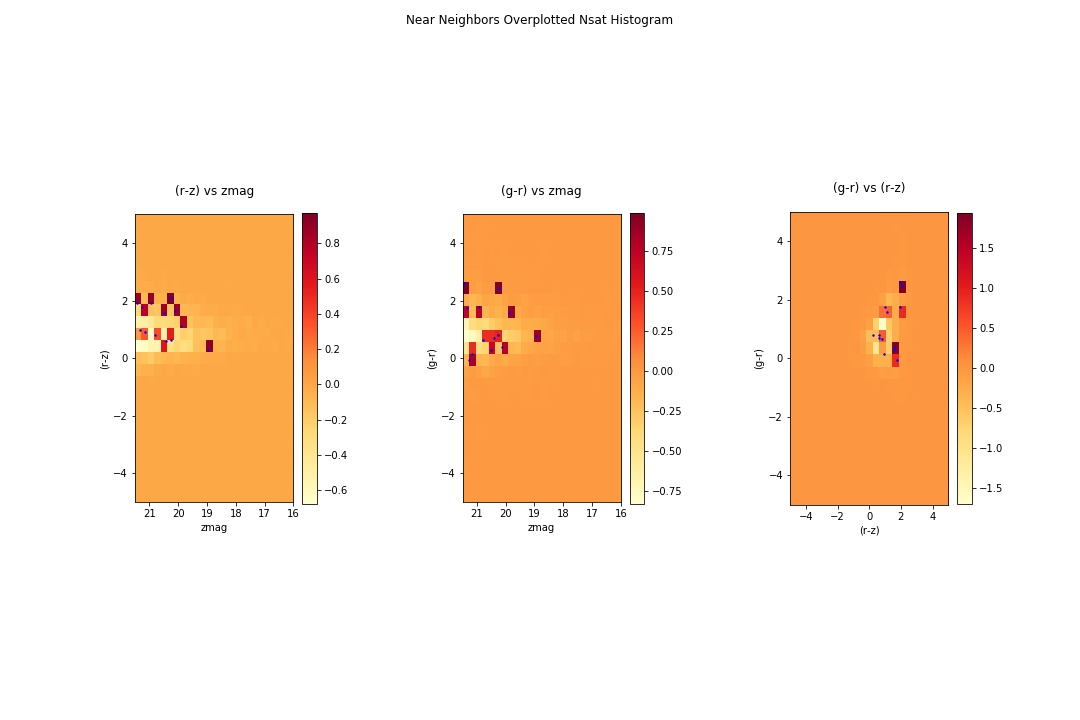 Near Neighbors Overplotted Nsat Histogram
(r-z) vs zmag
(g-r) vs zmag
(g-r) vs (r-z)
4
2
0
−2
−4
(r-z)
21 20 19 18 17 16
zmag
0.8
0.6
0.4
0.2
0.0
−0.2
−0.4
−0.6
4
2
0
−2
−4
(g-r)
21 20 19 18 17 16
zmag
0.75
0.50
0.25
0.00
−0.25
−0.50
−0.75
4
2
0
−2
−4
(g-r)
−4 −2 0 2 4
(r-z)
1.5
1.0
0.5
0.0
−0.5
−1.0
−1.5